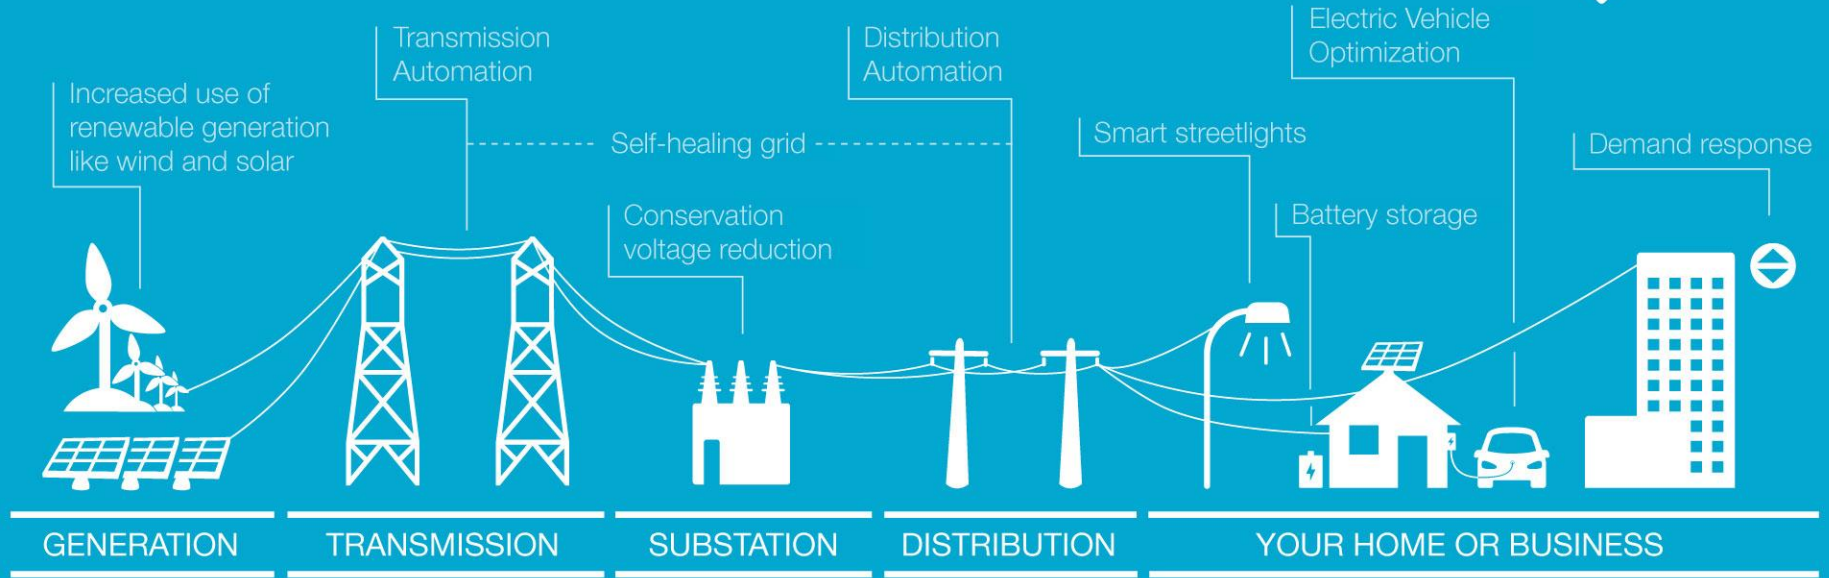 Increased use of
renewable generation
like wind and solar
Transmission
Automation
Self-healing grid
Conservation
voltage reduction
Distribution
Automation
Smart streetlights
Electric Vehicle
Optimization
Battery storage
Demand response
GENERATION
TRANSMISSION
SUBSTATION
DISTRIBUTION
YOUR HOME OR BUSINESS